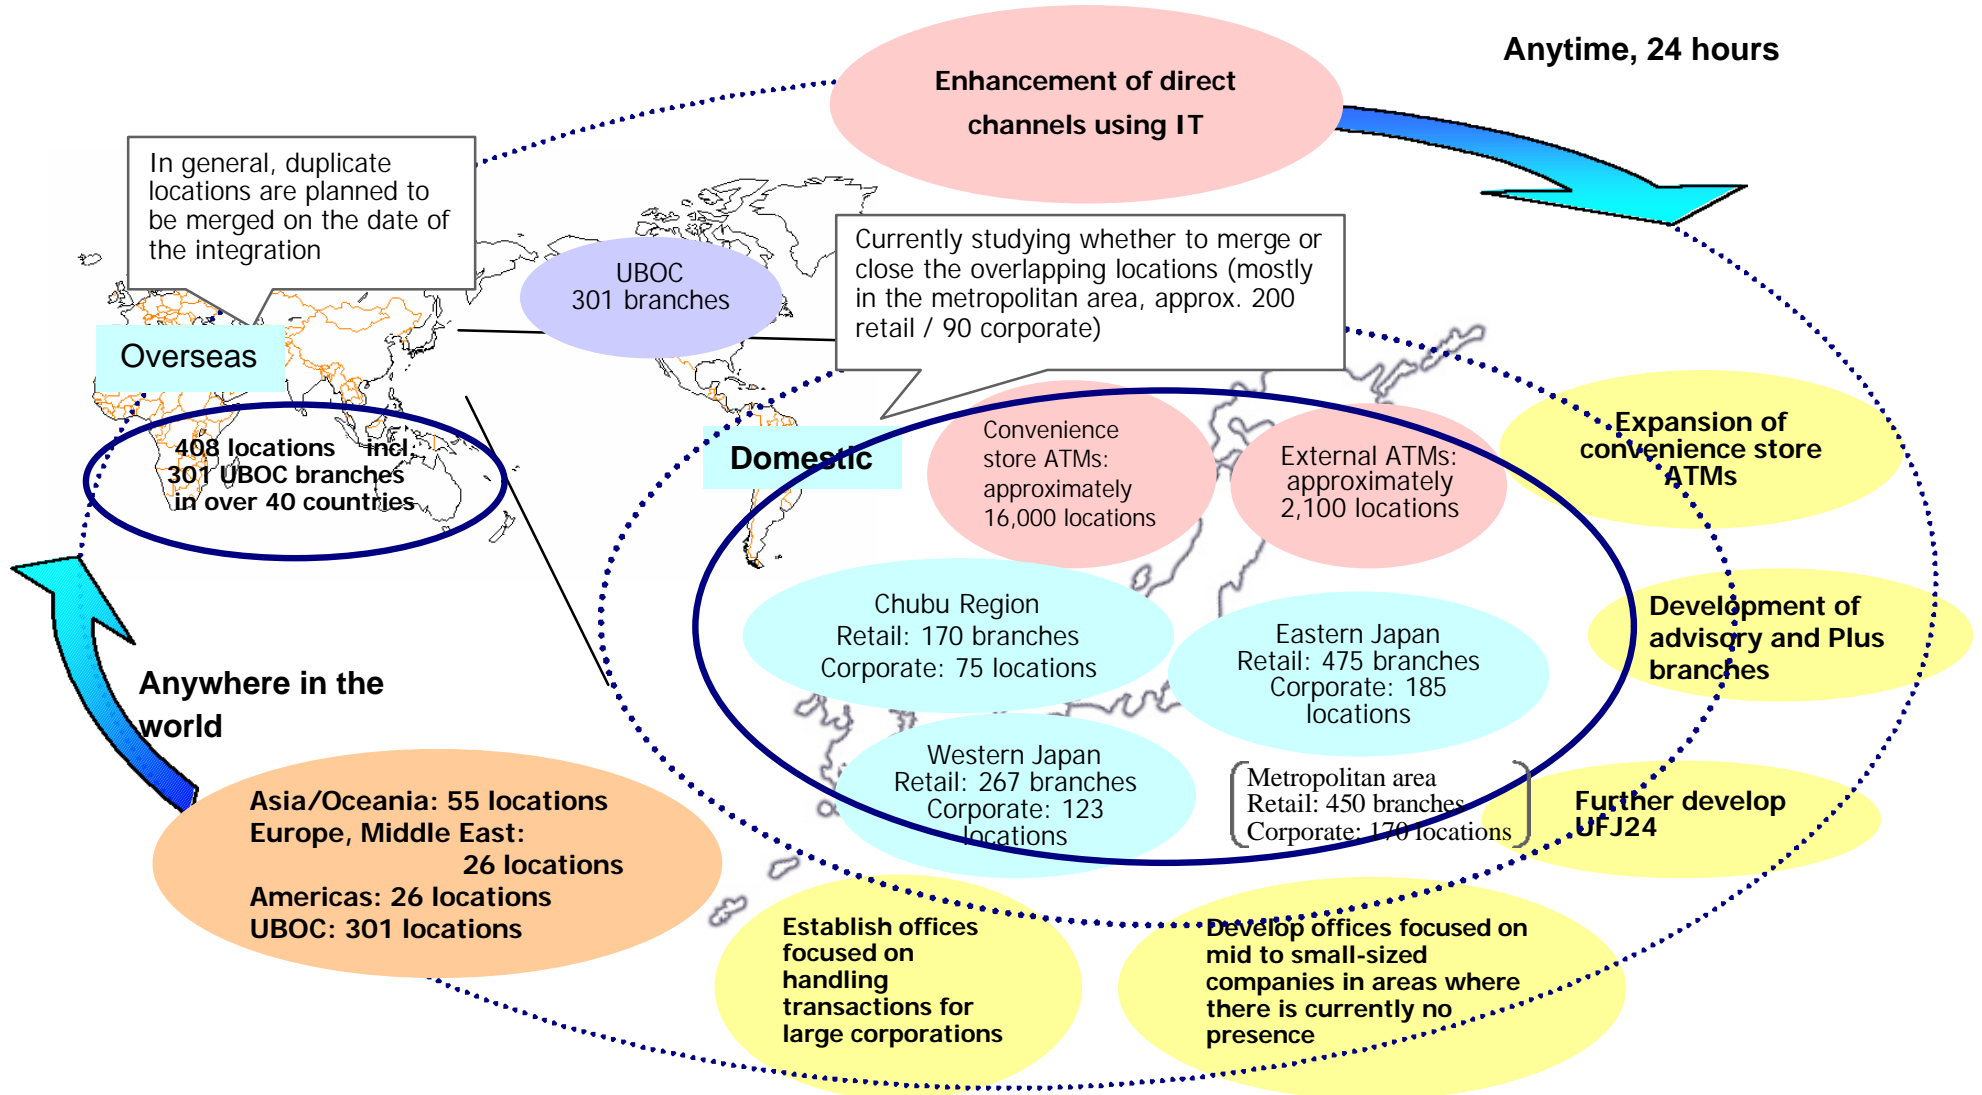 Anytime, 24 hours
Enhancement of direct
channels using IT
In general, duplicate
locations are planned to
be merged on the date of
the integration
UBOC
301 branches
Currently studying whether to merge or
close the overlapping locations (mostly
in the metropolitan area, approx. 200
retail / 90 corporate)
Overseas
408 locations incl.
301 UBOC branches
in over 40 countries
Domestic
Convenience
store ATMs:
approximately
16,000 locations
External ATMs:
approximately
2,100 locations
Expansion of
convenience store
ATMs
Chubu Region
Retail: 170 branches
Corporate: 75 locations
Eastern Japan
Retail: 475 branches
Corporate: 185
locations
Development of
advisory and Plus
branches
Anywhere in the
world
Western Japan
Retail: 267 branches
Corporate: 123
locations
Metropolitan area
Retail: 450 branches
Corporate: 170 locations
Further develop
UFJ24
Asia/Oceania: 55 locations
Europe, Middle East:
26 locations
Americas: 26 locations
UBOC: 301 locations
Establish offices
focused on
handling
transactions for
large corporations
Develop offices focused on
mid to small-sized
companies in areas where
there is currently no
presence